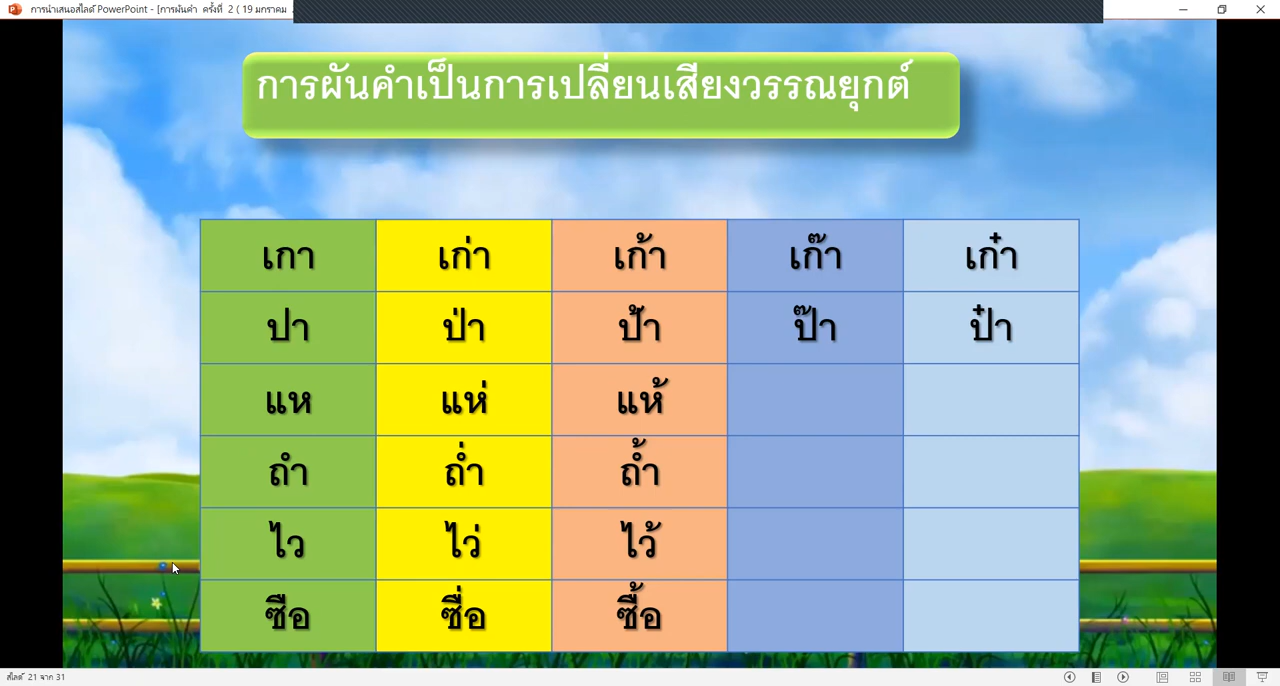 การนำเสนอสไลด์ PowerPoint - [การผันคำ ครั้งที่ 2 ( 19 มกราคม
การผันคำเป็นการเปลี่ยนเสียงวรรณยุกต์
เกา เก่า เก้า เก๊า เก๋า
ปา ป่า ป้า ป๊า ป๋า
แห แห่ แห้
ถำ ถ่ำ ถ้ำ
ไว ไว่ ไว้
ซือ ซื่อ ซื้อ
สไลด์ 21 จาก 31